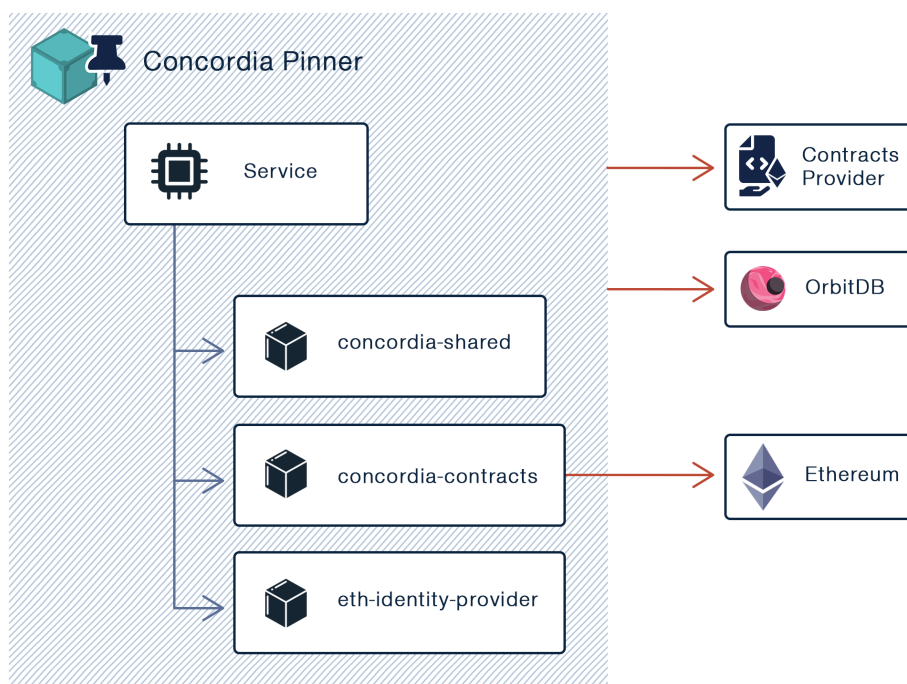 Concordia Pinner
Service
Contracts
Provider
OrbitDB
concordia-shared
concordia-contracts
Ethereum
eth-identity-provider